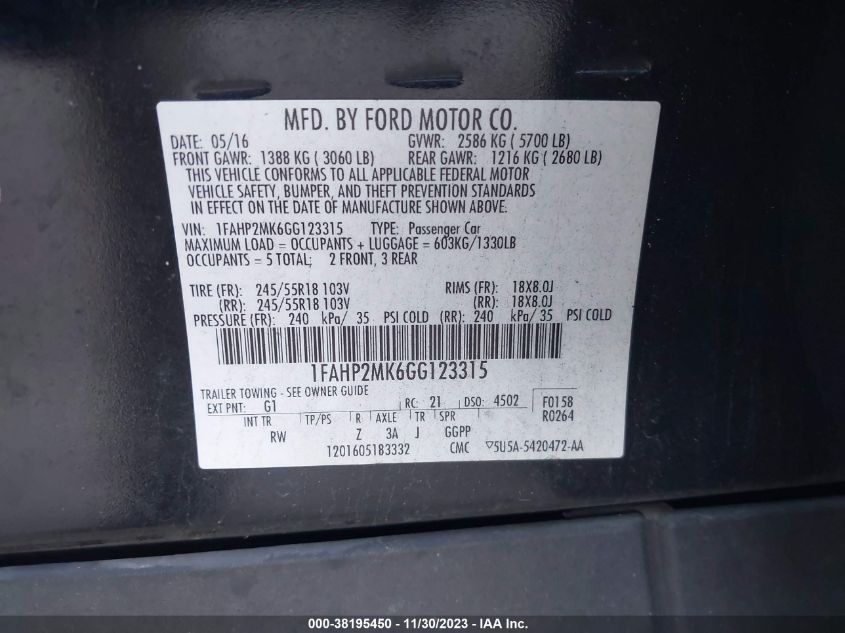 MFD. BY FORD MOTOR CO.
DATE: 05/16 GVWR: 2586 KG ( 5700 LB)
FRONT GAWR: 1388 KG ( 3060 LB) REAR GAWR: 1216 KG ( 2680 LB)
THIS VEHICLE CONFORMS TO ALL APPLICABLE FEDERAL MOTOR
VEHICLE SAFETY, BUMPER, AND THEFT PREVENTION STANDARDS
IN EFFECT ON THE DATE OF MANUFACTURE SHOWN ABOVE.
VIN: 1FAHP2MK6GG123315 TYPE: Passenger Car
MAXIMUM LOAD = OCCUPANTS + LUGGAGE = 603KG/1330LB
OCCUPANTS = 5 TOTAL; 2 FRONT, 3 REAR
TIRE (FR): 245/55R18 103V RIMS (FR): 18X8.0J
(RR): 245/55R18 103V (RR): 18X8.0J
PRESSURE (FR): 240 kPa/ 35 PSI COLD (RR): 240 kPa/ 35 PSI COLD
1FAHP2MK6GG123315
TRAILER TOWING - SEE OWNER GUIDE
EXT PNT: G1 RC: 21 DSO: 4502 F0158
INT TR TP/PS R AXLE TR SPR R0264
RW Z 3A J GGPP
1201605183332 CMC ▽5U5A-5420472-AA
000-38195450 - 11/30/2023 - IAA Inc.